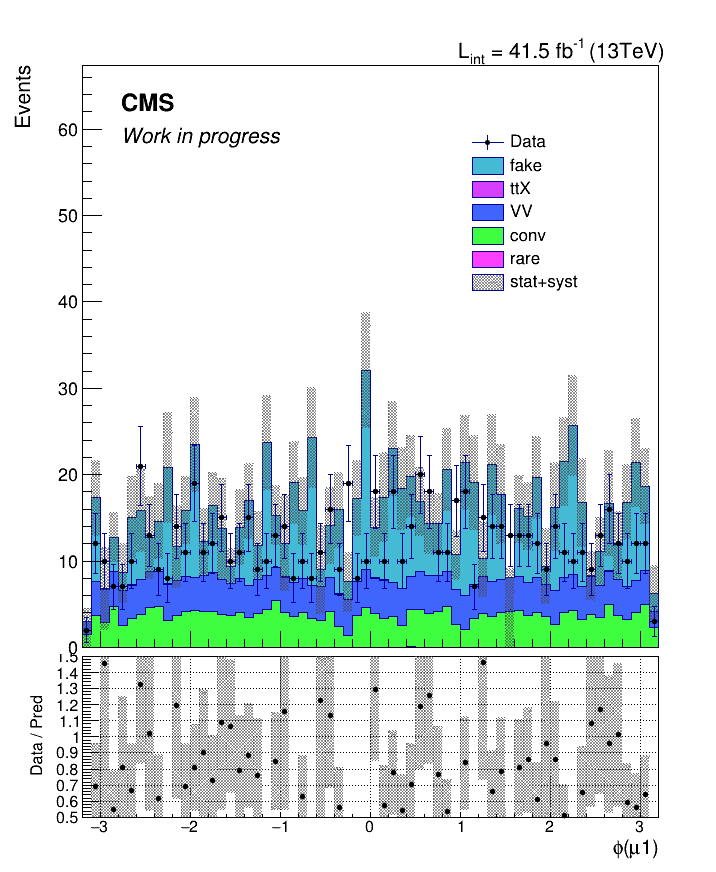 L_int = 41.5 fb⁻¹ (13TeV)
Events
CMS
Work in progress
Data
fake
ttX
VV
conv
rare
stat+syst
60
50
40
30
20
10
0
1.5
1.4
1.3
1.2
1.1
1
0.9
0.8
0.7
0.6
0.5
Data / Pred
−3 −2 −1 0 1 2 3
ϕ(μ1)